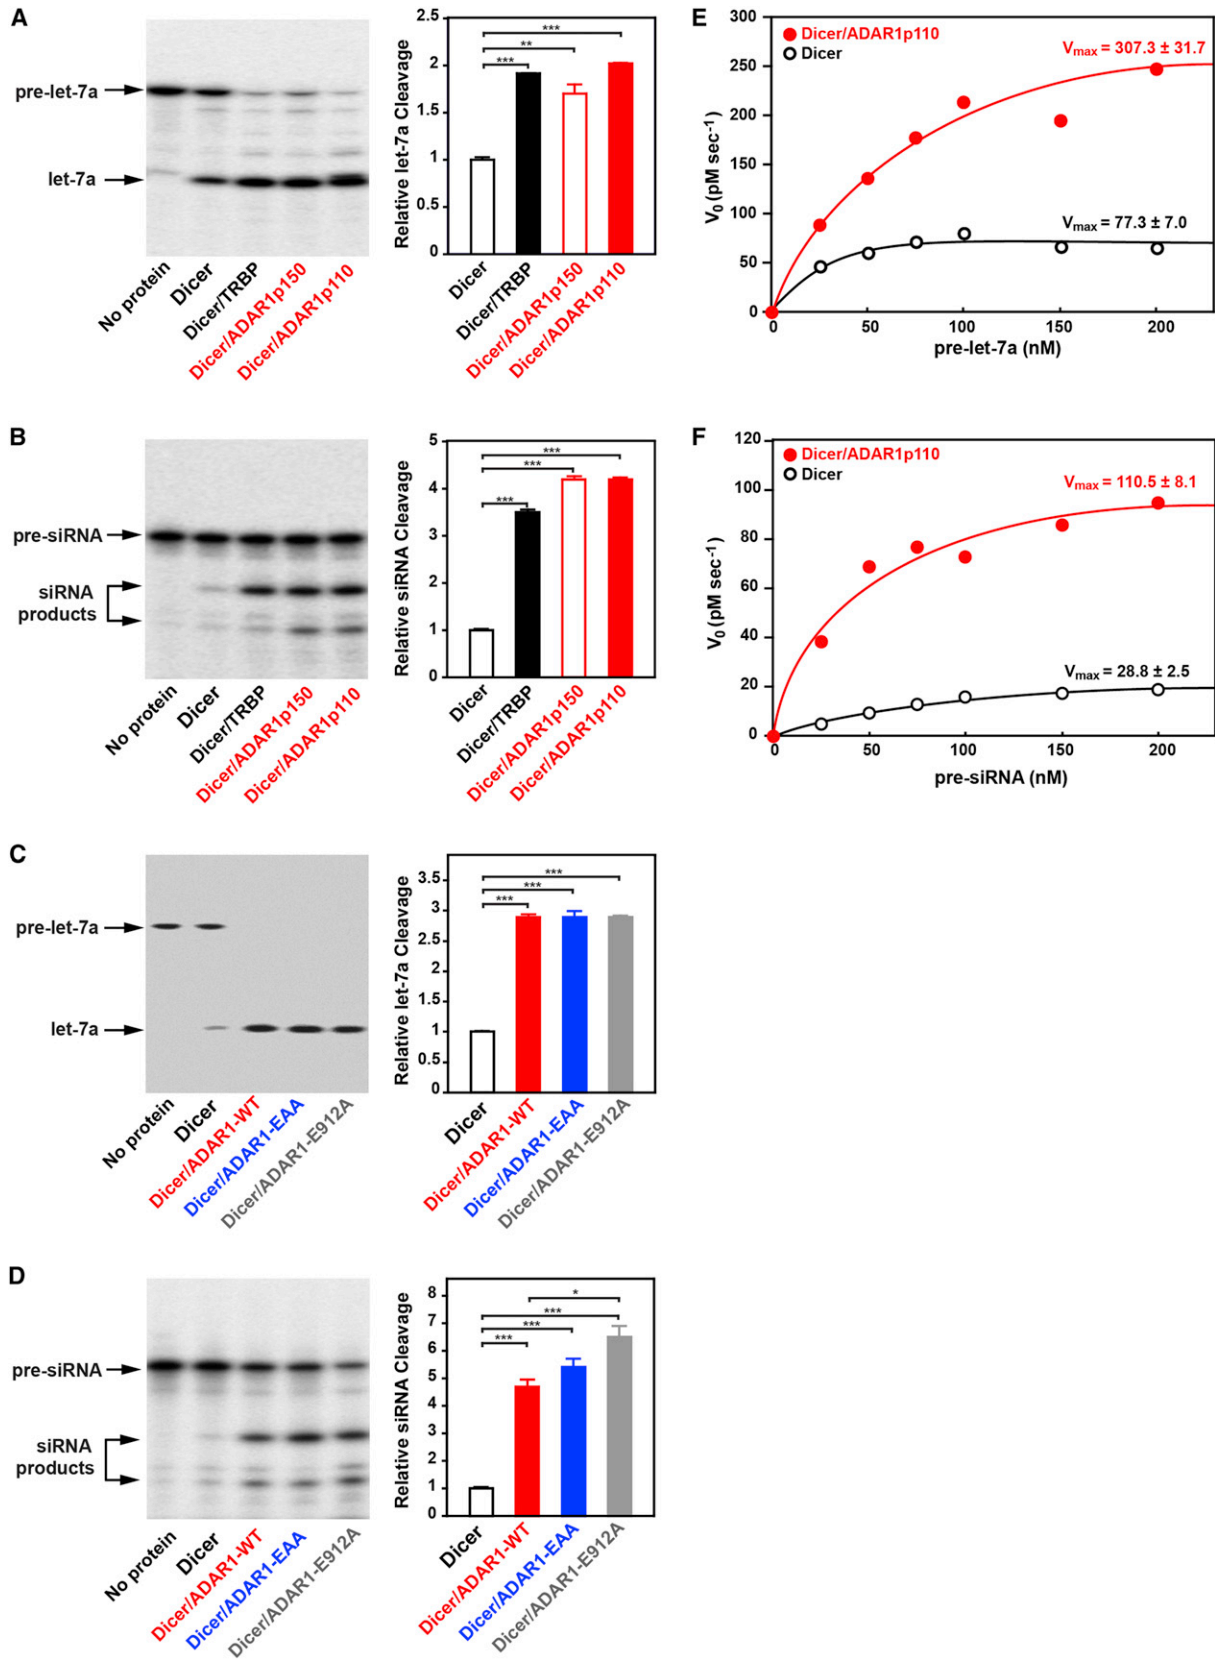 A
pre-let-7a
let-7a
No protein
Dicer
Dicer/TRBP
Dicer/ADAR1p150
Dicer/ADAR1p110
Relative let-7a Cleavage
2.5
2
1.5
1
0.5
0
***
**
***
Dicer
Dicer/TRBP
Dicer/ADAR1p150
Dicer/ADAR1p110
B
pre-siRNA
siRNA
products
No protein
Dicer
Dicer/TRBP
Dicer/ADAR1p150
Dicer/ADAR1p110
Relative siRNA Cleavage
5
4
3
2
1
0
***
***
***
Dicer
Dicer/TRBP
Dicer/ADAR1p150
Dicer/ADAR1p110
C
pre-let-7a
let-7a
No protein
Dicer
Dicer/ADAR1-WT
Dicer/ADAR1-EAA
Dicer/ADAR1-E912A
Relative let-7a Cleavage
3.5
3
2.5
2
1.5
1
0.5
0
***
***
***
Dicer
Dicer/ADAR1-WT
Dicer/ADAR1-EAA
Dicer/ADAR1-E912A
D
pre-siRNA
siRNA
products
No protein
Dicer
Dicer/ADAR1-WT
Dicer/ADAR1-EAA
Dicer/ADAR1-E912A
Relative siRNA Cleavage
8
7
6
5
4
3
2
1
0
*
***
***
***
Dicer
Dicer/ADAR1-WT
Dicer/ADAR1-EAA
Dicer/ADAR1-E912A
E
Dicer/ADAR1p110
Dicer
Vmax = 307.3 ± 31.7
Vmax = 77.3 ± 7.0
V0 (pM sec-1)
300
250
200
150
100
50
0
0 50 100 150 200
pre-let-7a (nM)
F
Dicer/ADAR1p110
Dicer
Vmax = 110.5 ± 8.1
Vmax = 28.8 ± 2.5
V0 (pM sec-1)
120
100
80
60
40
20
0
0 50 100 150 200
pre-siRNA (nM)